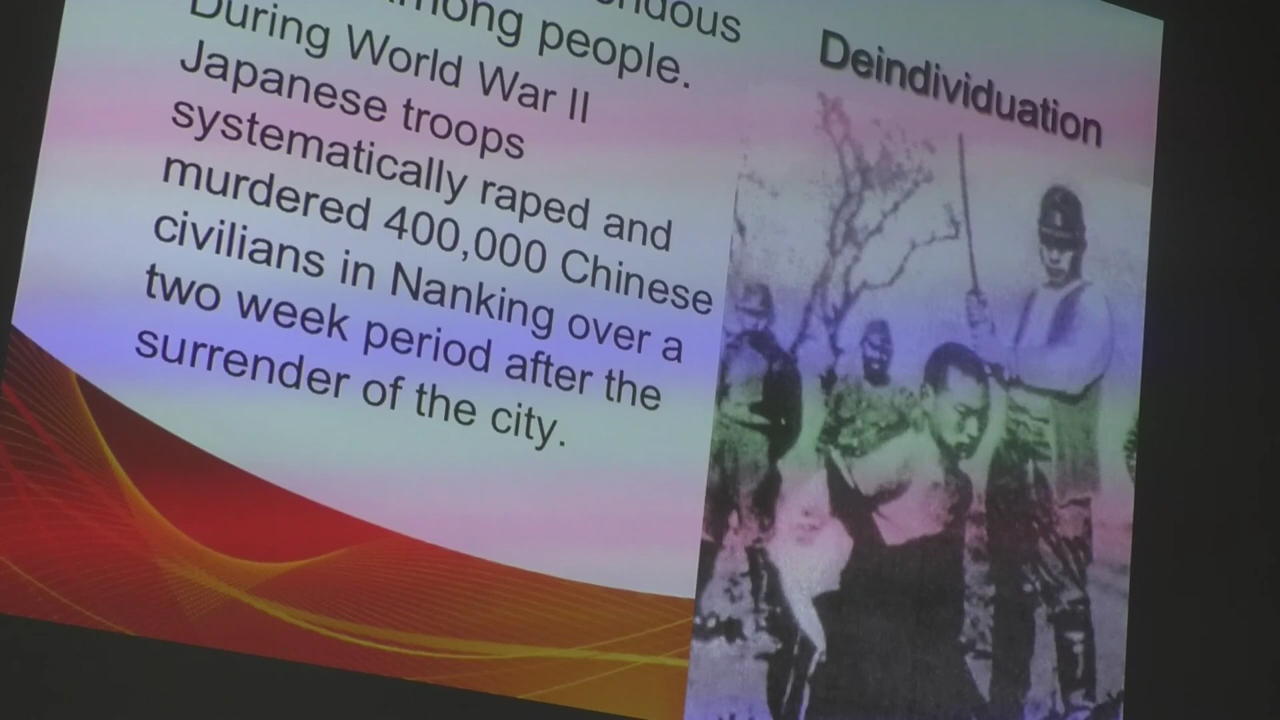 among people.
During World War II
Japanese troops
systematically raped and
murdered 400,000 Chinese
civilians in Nanking over a
two week period after the
surrender of the city.
Deindividuation